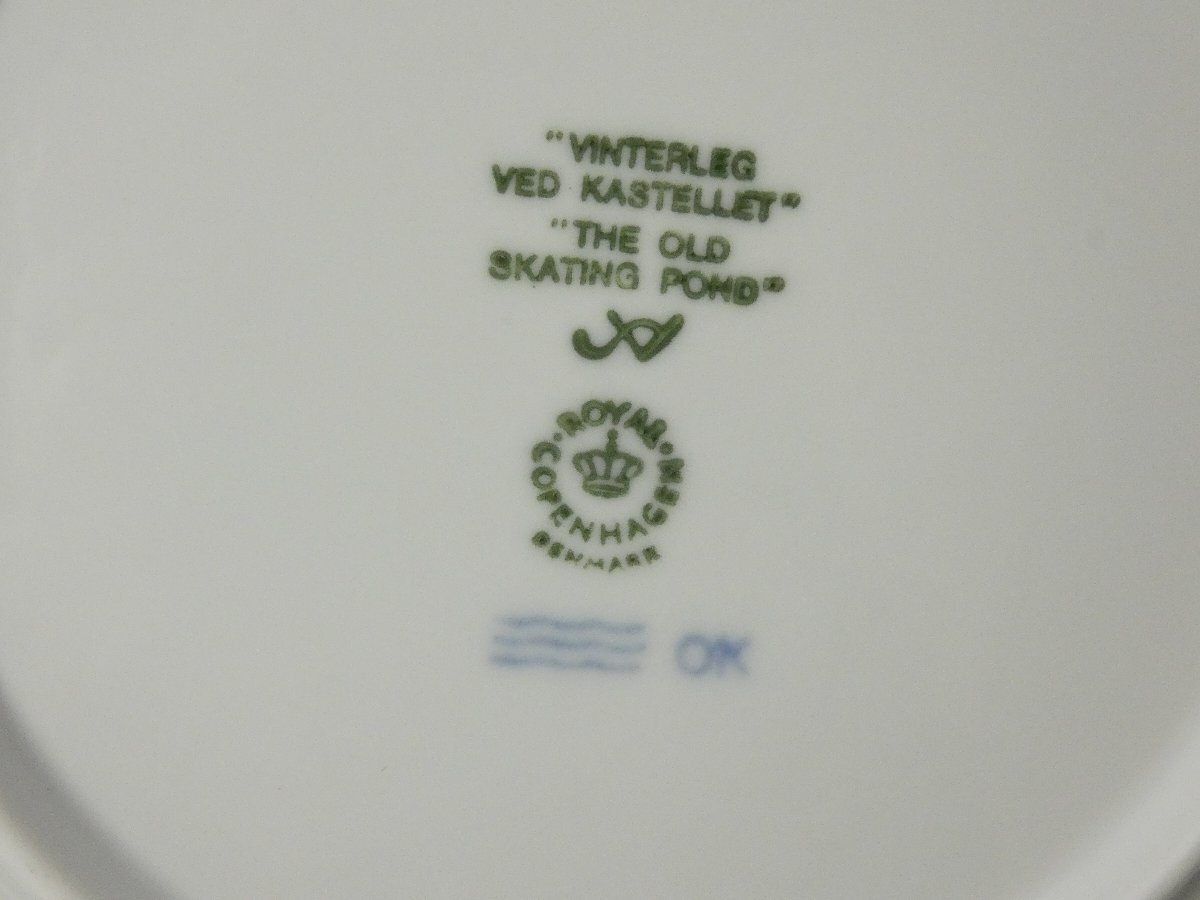 "VINTERLEG
VED KASTELLET"
"THE OLD
SKATING POND"
ROYAL
COPENHAGEN
DENMARK
OK